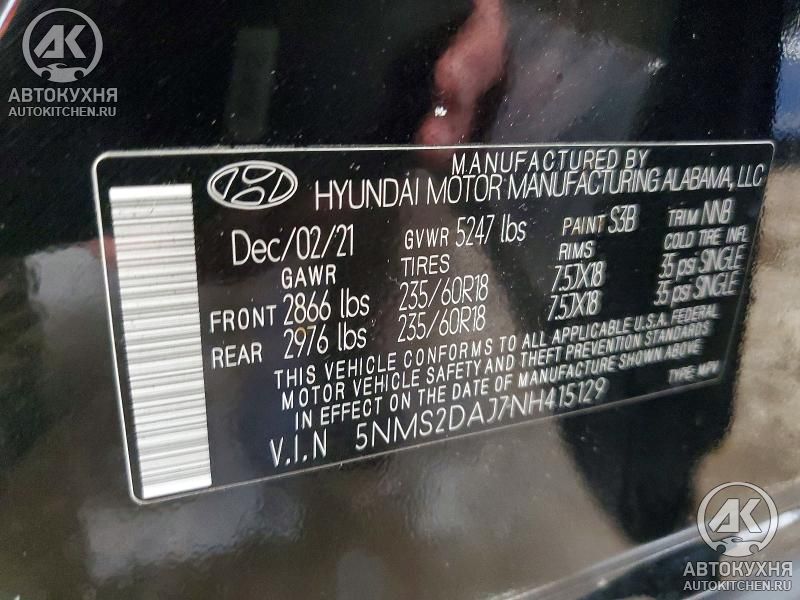 AK
АВТОКУХНЯ
AUTOKITCHEN.RU
MANUFACTURED BY
HYUNDAI MOTOR MANUFACTURING ALABAMA, LLC
Dec/02/21 GVWR 5247 lbs PAINT S3B TRIM NNB
GAWR TIRES RIMS COLD TIRE INFL
FRONT 2866 lbs 235/60R18 7.5JX18 35 psi SINGLE
REAR 2976 lbs 235/60R18 7.5JX18 35 psi SINGLE
THIS VEHICLE CONFORMS TO ALL APPLICABLE U.S.A. FEDERAL
MOTOR VEHICLE SAFETY AND THEFT PREVENTION STANDARDS
IN EFFECT ON THE DATE OF MANUFACTURE SHOWN ABOVE
V.I.N 5NMS2DAJ7NH415129 TYPE:MPV
AK
АВТОКУХНЯ
AUTOKITCHEN.RU